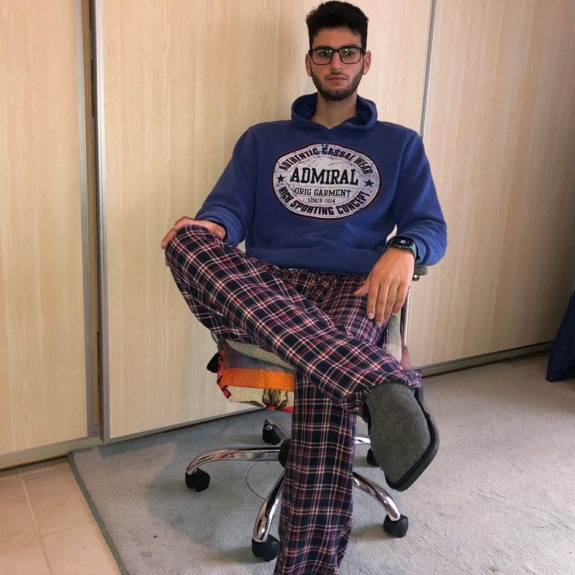 AUTHENTIC CASUAL WEAR
ADMIRAL
ORIG GARMENT
SINCE 1914
HIGH SPORTING CONCEPT